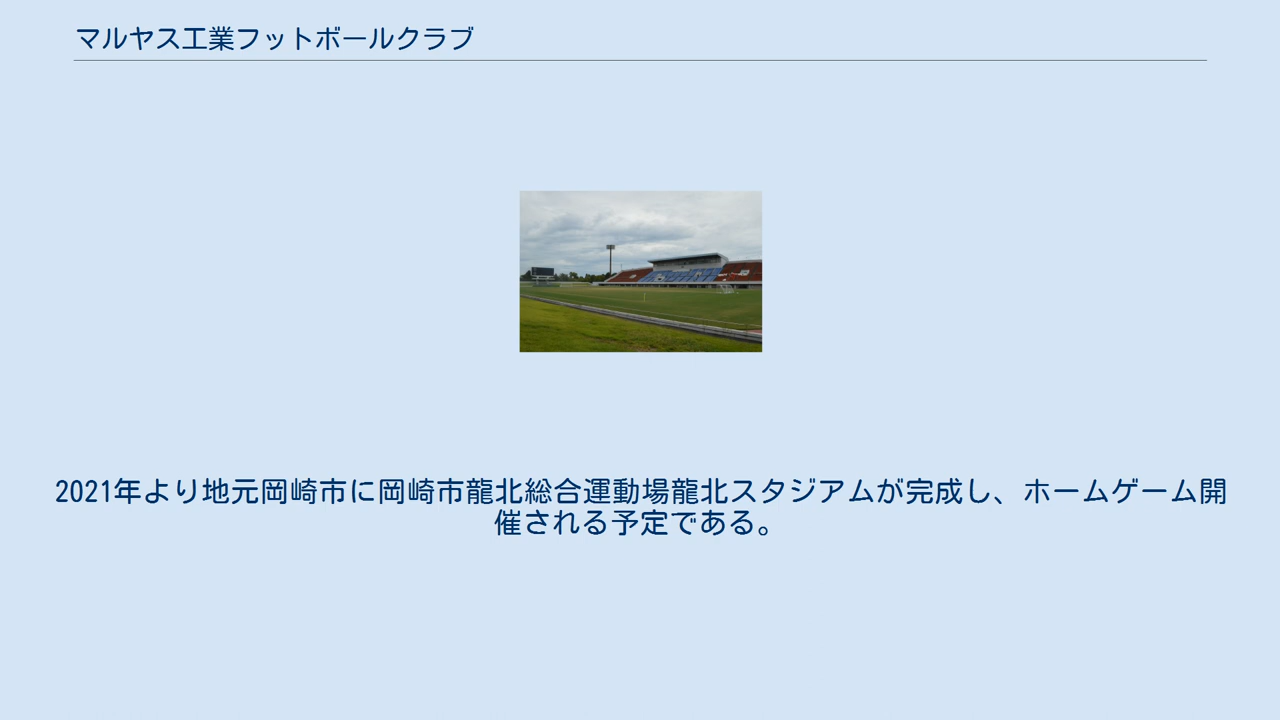 マルヤス工業フットボールクラブ
2021年より地元岡崎市に岡崎市龍北総合運動場龍北スタジアムが完成し、ホームゲーム開
催される予定である。